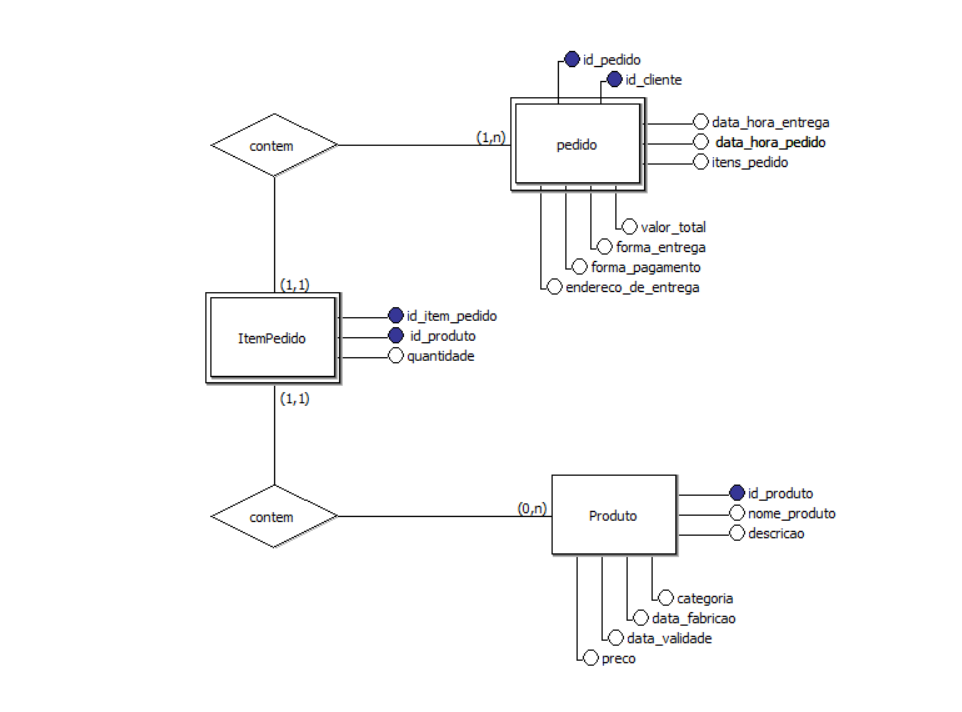 id_pedido
id_cliente
data_hora_entrega
contem
(1,n)
pedido
data_hora_pedido
itens_pedido
valor_total
forma_entrega
forma_pagamento
endereco_de_entrega
(1,1)
ItemPedido
id_item_pedido
id_produto
quantidade
(1,1)
contem
(0,n)
Produto
id_produto
nome_produto
descricao
categoria
data_fabricao
data_validade
preco